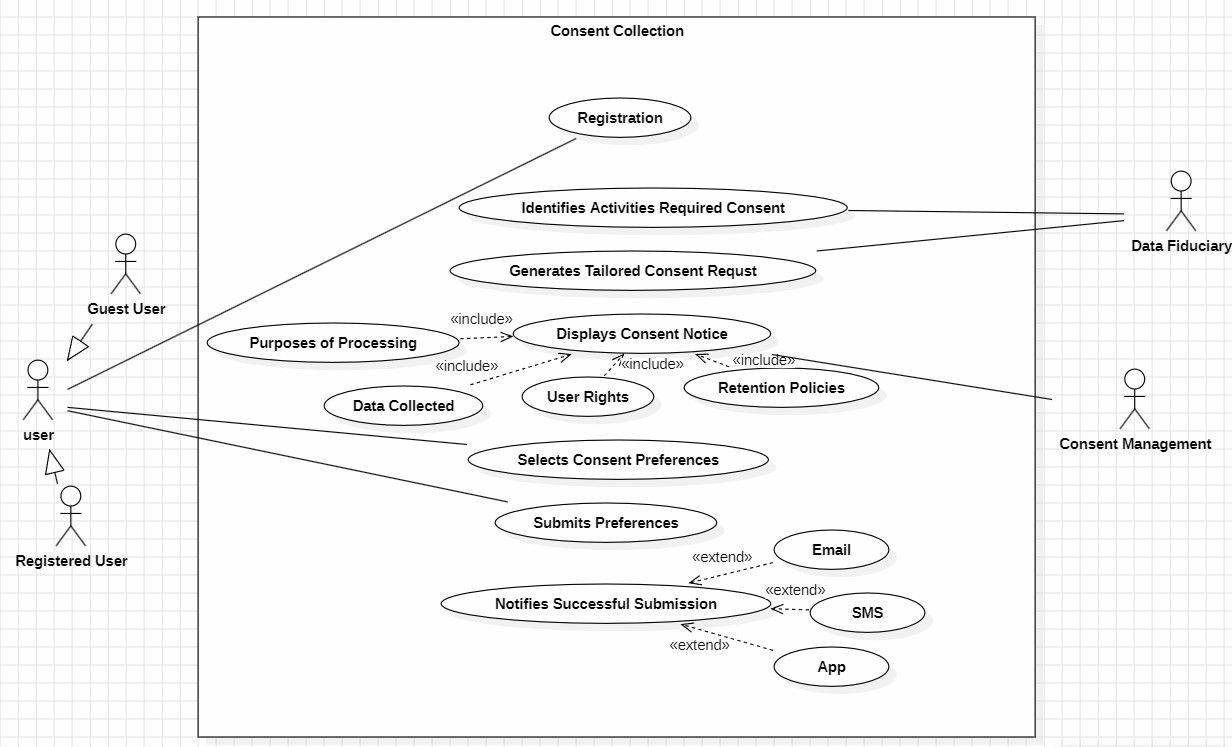 Consent Collection
Registration
Identifies Activities Required Consent
Data Fiduciary
Generates Tailored Consent Requst
Guest User
«include»
Displays Consent Notice
Purposes of Processing
«include»
«include»
«include»
Data Collected
User Rights
Retention Policies
user
Consent Management
Selects Consent Preferences
Submits Preferences
Registered User
Email
«extend»
«extend»
Notifies Successful Submission
SMS
«extend»
App